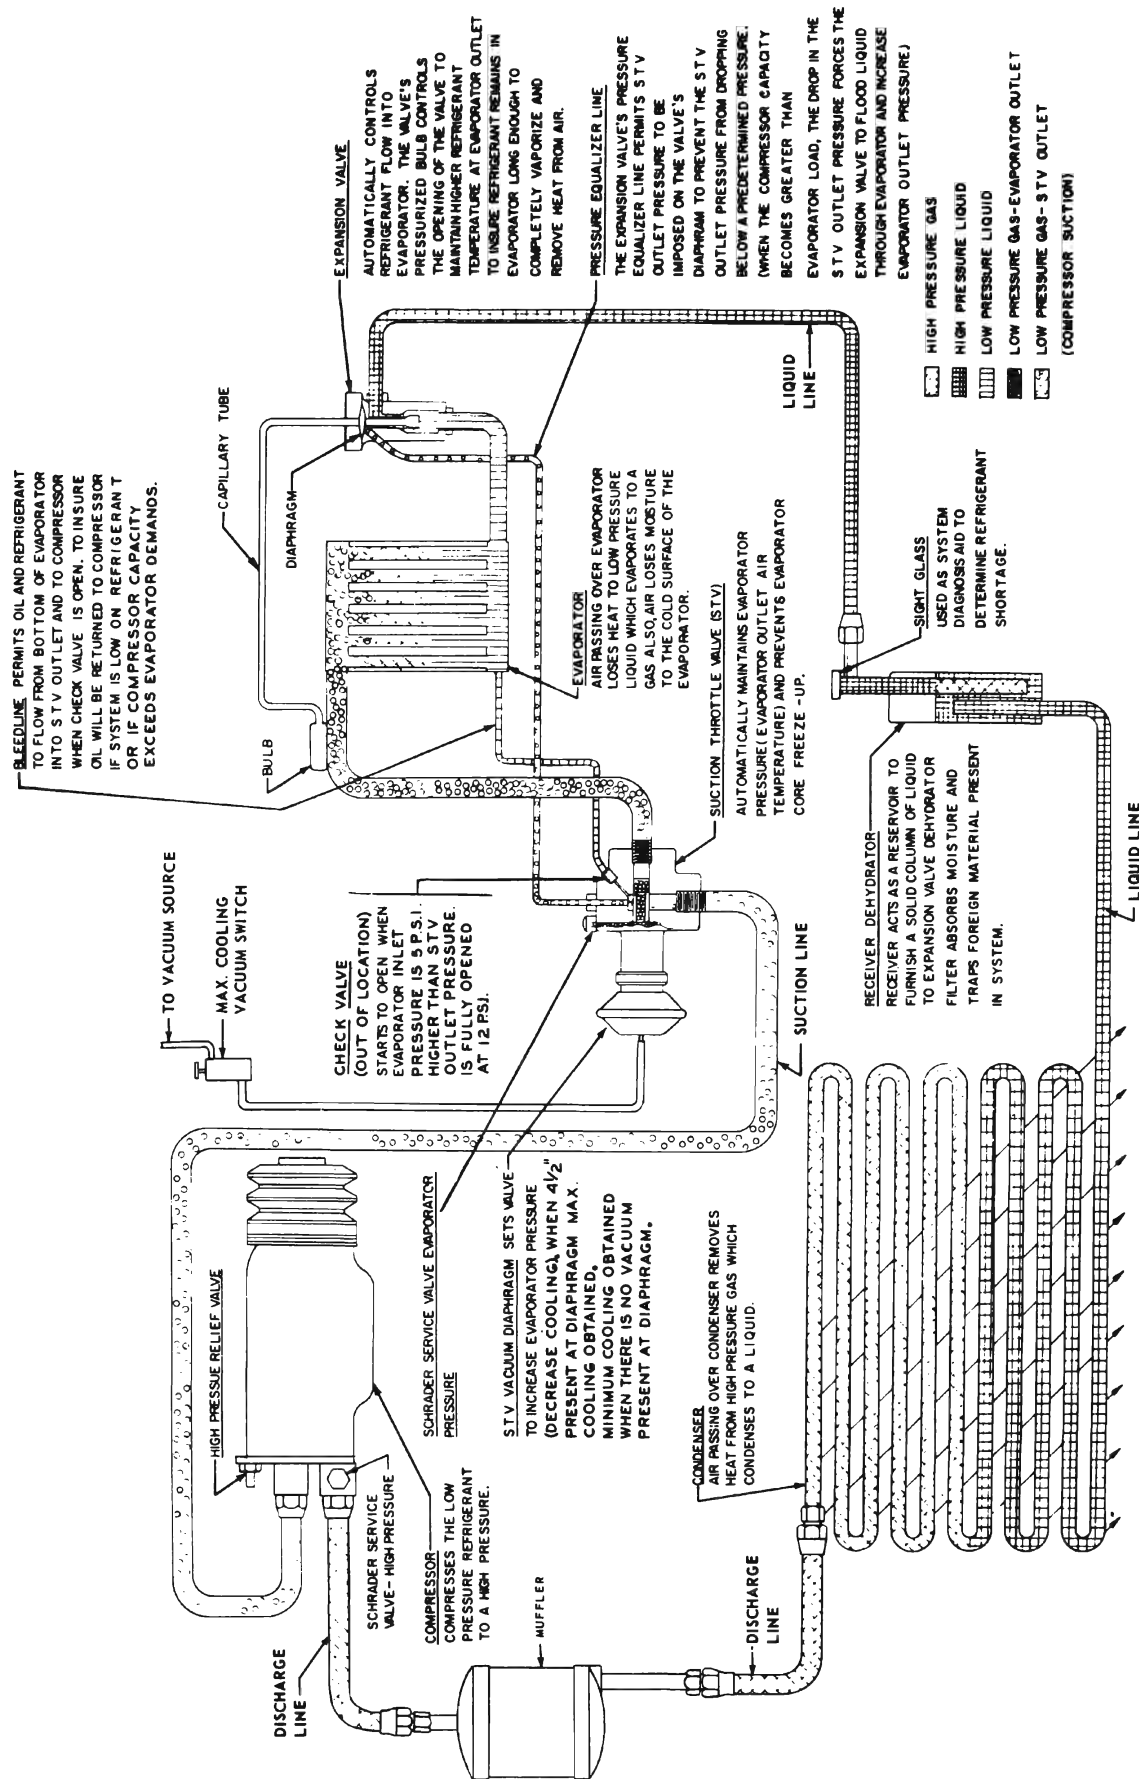 BLEEDLINE PERMITS OIL AND REFRIGERANT
TO FLOW FROM BOTTOM OF EVAPORATOR
INTO S T V OUTLET AND TO COMPRESSOR
WHEN CHECK VALVE IS OPEN. TO INSURE
OIL WILL BE RETURNED TO COMPRESSOR
IF SYSTEM IS LOW ON REFRIGERANT
OR IF COMPRESSOR CAPACITY
EXCEEDS EVAPORATOR DEMANDS.
CAPILLARY TUBE
BULB
DIAPHRAGM
EXPANSION VALVE
AUTOMATICALLY CONTROLS
REFRIGERANT FLOW INTO
EVAPORATOR. THE VALVE'S
PRESSURIZED BULB CONTROLS
THE OPENING OF THE VALVE TO
MAINTAIN HIGHER REFRIGERANT
TEMPERATURE AT EVAPORATOR OUTLET
TO INSURE REFRIGERANT REMAINS IN
EVAPORATOR LONG ENOUGH TO
COMPLETELY VAPORIZE AND
REMOVE HEAT FROM AIR.
PRESSURE EQUALIZER LINE
THE EXPANSION VALVE'S PRESSURE
EQUALIZER LINE PERMITS S T V
OUTLET PRESSURE TO BE
IMPOSED ON THE VALVE'S
DIAPHRAM TO PREVENT THE S T V
OUTLET PRESSURE FROM DROPPING
BELOW A PREDETERMINED PRESSURE.
(WHEN THE COMPRESSOR CAPACITY
BECOMES GREATER THAN
EVAPORATOR LOAD, THE DROP IN THE
S T V OUTLET PRESSURE FORCES THE
EXPANSION VALVE TO FLOOD LIQUID
THROUGH EVAPORATOR AND INCREASE
EVAPORATOR OUTLET PRESSURE)
HIGH PRESSURE GAS
HIGH PRESSURE LIQUID
LOW PRESSURE LIQUID
LOW PRESSURE GAS-EVAPORATOR OUTLET
LOW PRESSURE GAS-STV OUTLET
(COMPRESSOR SUCTION)
LIQUID
LINE
EVAPORATOR
AIR PASSING OVER EVAPORATOR
LOSES HEAT TO LOW PRESSURE
LIQUID WHICH EVAPORATES TO A
GAS ALSO, AIR LOSES MOISTURE
TO THE COLD SURFACE OF THE
EVAPORATOR.
SUCTION THROTTLE VALVE (STV)
AUTOMATICALLY MAINTAINS EVAPORATOR
PRESSURE (EVAPORATOR OUTLET AIR
TEMPERATURE) AND PREVENTS EVAPORATOR
CORE FREEZE-UP.
SIGHT GLASS
USED AS SYSTEM
DIAGNOSIS AID TO
DETERMINE REFRIGERANT
SHORTAGE.
RECEIVER DEHYDRATOR
RECEIVER ACTS AS A RESERVOIR TO
FURNISH A SOLID COLUMN OF LIQUID
TO EXPANSION VALVE DEHYDRATOR
FILTER ABSORBS MOISTURE AND
TRAPS FOREIGN MATERIAL PRESENT
IN SYSTEM.
LIQUID LINE
TO VACUUM SOURCE
MAX. COOLING
VACUUM SWITCH
CHECK VALVE
(OUT OF LOCATION)
STARTS TO OPEN WHEN
EVAPORATOR INLET
PRESSURE IS 5 P.S.I.
HIGHER THAN STV
OUTLET PRESSURE.
IS FULLY OPENED
AT 12 P.S.I.
SUCTION LINE
HIGH PRESSUE RELIEF VALVE
SCHRADER SERVICE VALVE EVAPORATOR
PRESSURE
S T V VACUUM DIAPHRAGM SETS VALVE
TO INCREASE EVAPORATOR PRESSURE
(DECREASE COOLING), WHEN 4 1/2"
PRESENT AT DIAPHRAGM MAX.
COOLING OBTAINED.
MINIMUM COOLING OBTAINED
WHEN THERE IS NO VACUUM
PRESENT AT DIAPHRAGM.
SCHRADER SERVICE
VALVE-HIGH PRESSURE
COMPRESSOR
COMPRESSES THE LOW
PRESSURE REFRIGERANT
TO A HIGH PRESSURE.
CONDENSER
AIR PASSING OVER CONDENSER REMOVES
HEAT FROM HIGH PRESSURE GAS WHICH
CONDENSES TO A LIQUID.
DISCHARGE
LINE
MUFFLER
DISCHARGE
LINE